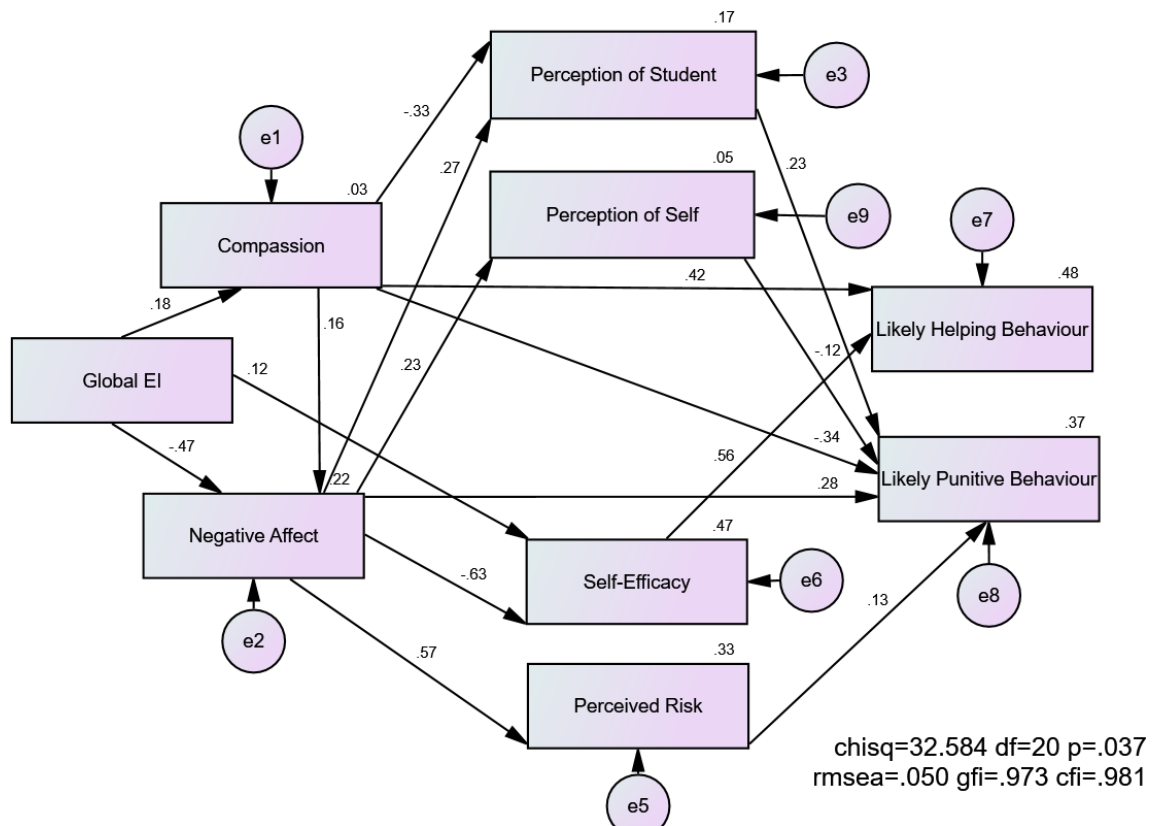 .17
Perception of Student
e3
-.33
e1
.27
.05
.23
.03
Perception of Self
e9
e7
Compassion
.42
.48
.18
.16
Likely Helping Behaviour
Global EI
.12
.23
-.12
-.47
-.34
.37
.56
.22
.28
Likely Punitive Behaviour
Negative Affect
.47
-.63
Self-Efficacy
e6
e8
e2
.13
.57
.33
Perceived Risk
chisq=32.584 df=20 p=.037
rmsea=.050 gfi=.973 cfi=.981
e5